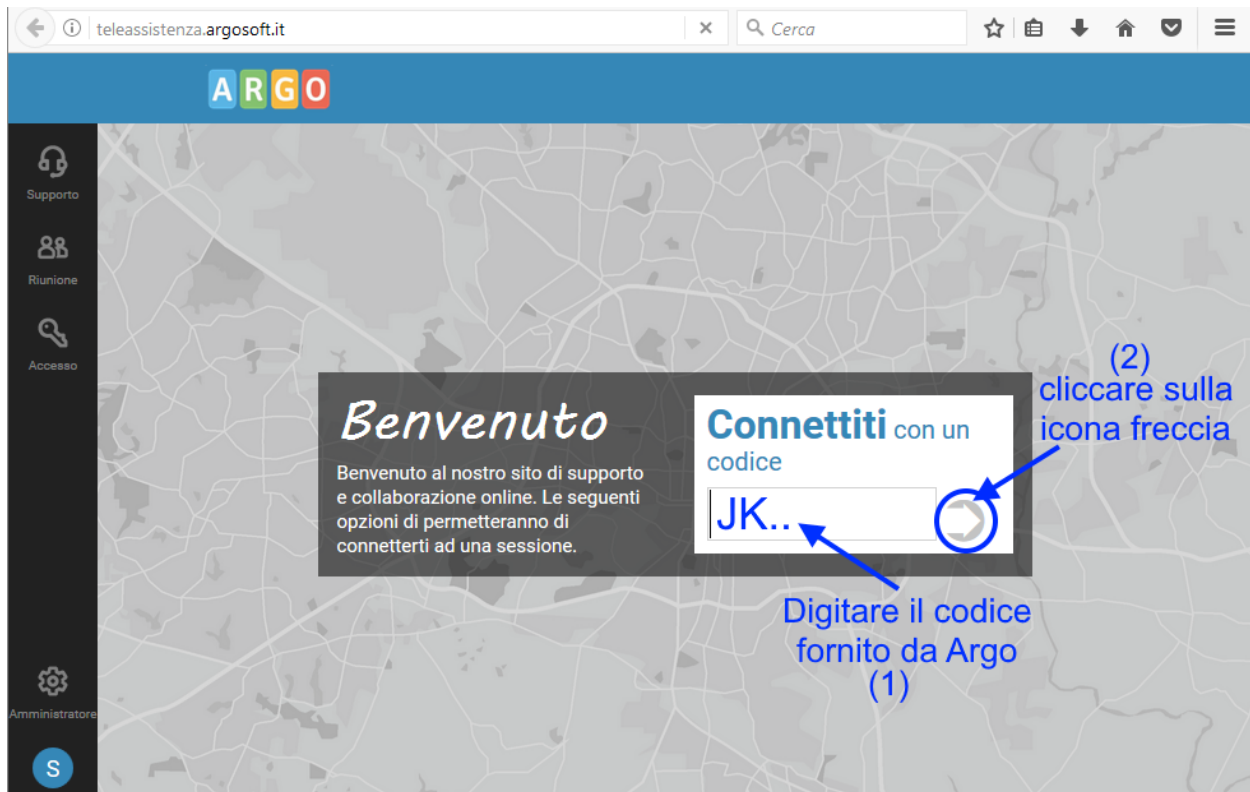 teleassistenza.argosoft.it
Cerca
ARGO
Supporto
Riunione
Accesso
Amministratore
S
Benvenuto
Benvenuto al nostro sito di supporto
e collaborazione online. Le seguenti
opzioni di permetteranno di
connetterti ad una sessione.
Connettiti con un
codice
JK..
(2)
cliccare sulla
icona freccia
Digitare il codice
fornito da Argo
(1)